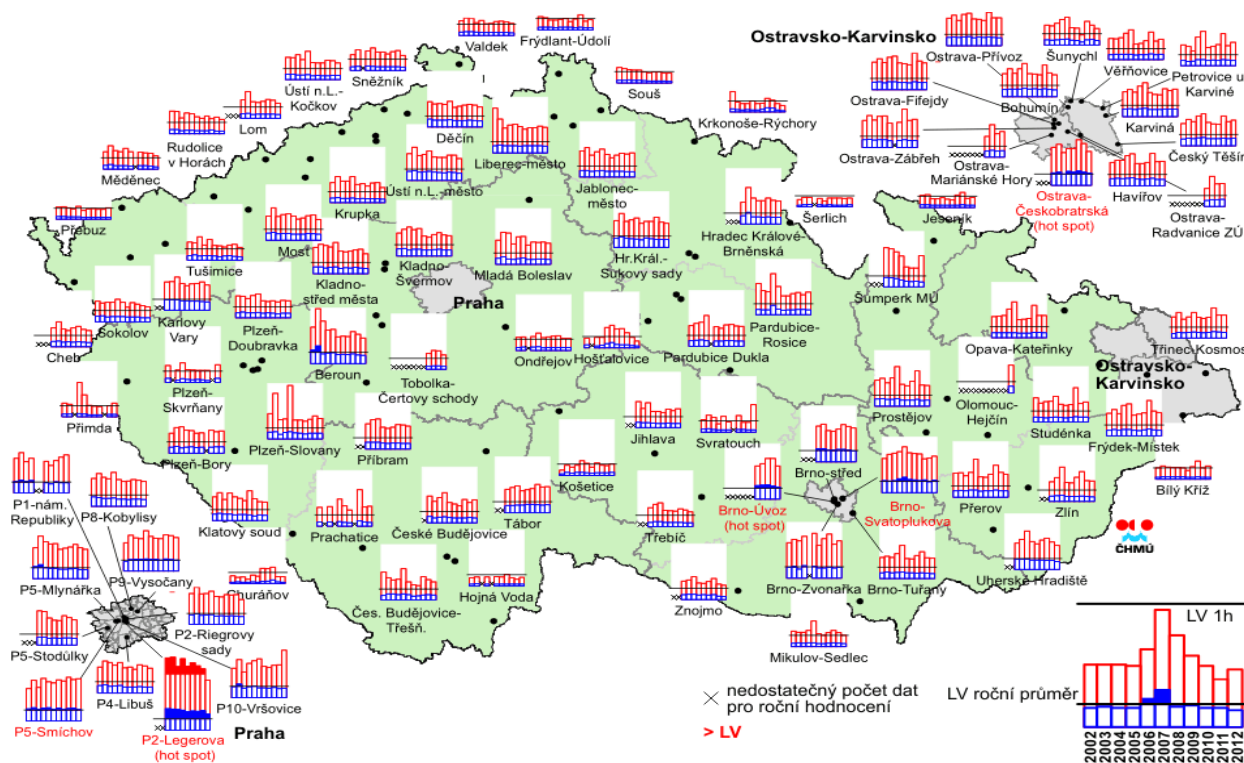 Valdek
Frýdlant-Údolí
Ostravsko-Karvinsko
Ostrava-Přívoz
Šunychl
Věřňovice
Petrovice u
Karviné
Sněžník
Ústí n.L.-
Kočkov
Souš
Ostrava-Fifejdy
Bohumín
Karviná
Lom
Krkonoše-Rýchory
Rudolice
v Horách
Děčín
Liberec-město
Ostrava-Zábřeh
Český Těšín
Měděnec
Ústí n.L.-město
Jablonec-
město
Ostrava-
Mariánské Hory
Havířov
Krupka
Šerlich
Jeseník
Ostrava-
Českobratrská
(hot spot)
Ostrava-
Radvanice ZÚ
Přebuz
Most
Tušimice
Kladno-
střed města
Kladno-
Švermov
Mladá Boleslav
Hr.Král.-
Sukovy sady
Hradec Králové-
Brněnská
Šumperk MÚ
Praha
Sokolov
Karlovy
Vary
Plzeň-
Doubravka
Pardubice-
Rosice
Cheb
Beroun
Ondřejov
Hošťalovice
Pardubice Dukla
Opava-Kateřinky
Třinec-Kosmos
Plzeň-
Skvrňany
Tobolka-
Čertovy schody
Ostravsko-
Karvinsko
Přimda
Prostějov
Olomouc-
Hejčín
Studénka
Frýdek-Místek
Plzeň-Bory
Plzeň-Slovany
Příbram
Jihlava
Svratouch
Brno-střed
Bílý Kříž
P1-nám.
Republiky
P8-Kobylisy
Košetice
Klatovy soud
Prachatice
České Budějovice
Tábor
Třebíč
Brno-Úvoz
(hot spot)
Brno-
Svatoplukova
Přerov
Zlín
ČHMÚ
P5-Mlynářka
P9-Vysočany
Churáňov
Čes. Budějovice-
Třešň.
Hojná Voda
Znojmo
Brno-Zvonařka
Brno-Tuřany
Uherské Hradiště
P2-Riegrovy
sady
P5-Stodůlky
Mikulov-Sedlec
P4-Libuš
P10-Vršovice
P5-Smíchov
P2-Legerova
(hot spot)
Praha
LV 1h
LV roční průměr
× nedostatečný počet dat
pro roční hodnocení
> LV
2002
2003
2004
2005
2006
2007
2008
2009
2010
2011
2012